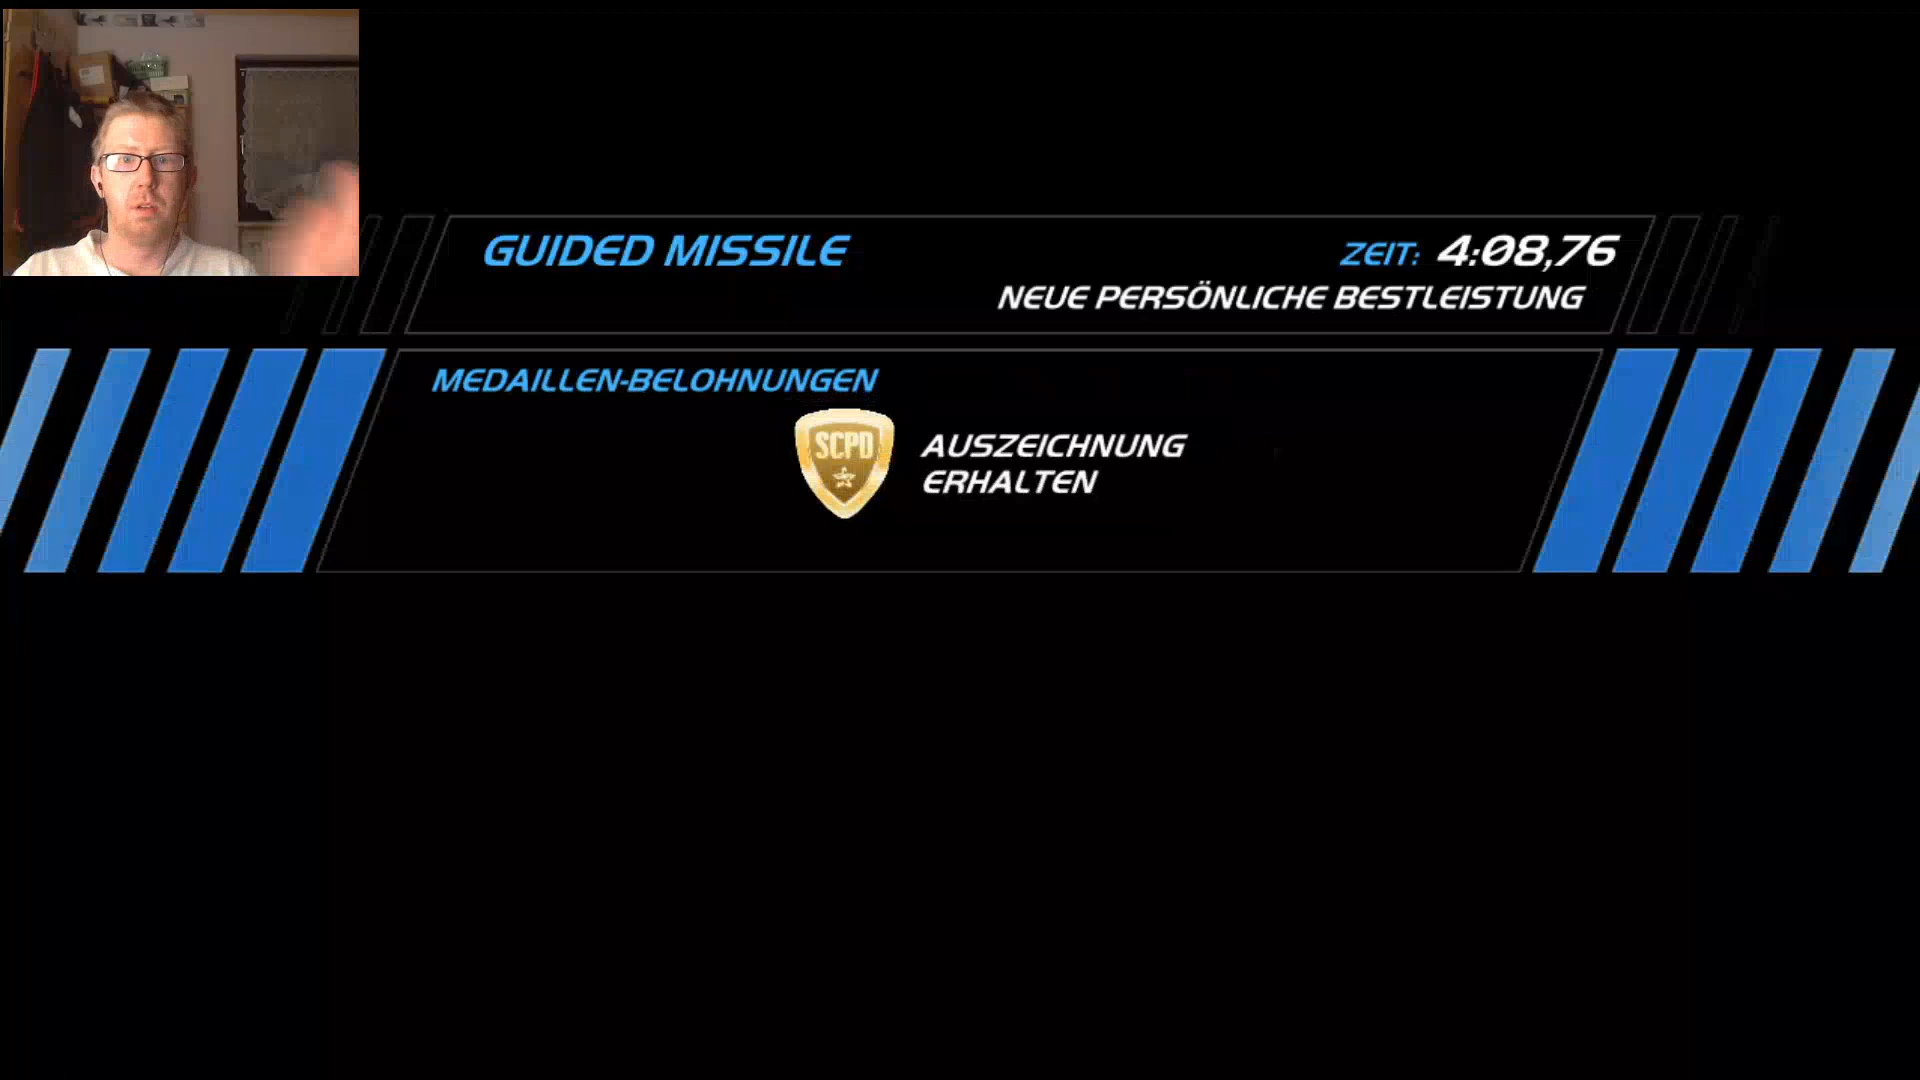 GUIDED MISSILE
ZEIT: 4:08,76
NEUE PERSÖNLICHE BESTLEISTUNG
MEDAILLEN-BELOHNUNGEN
SCPD
AUSZEICHNUNG
ERHALTEN